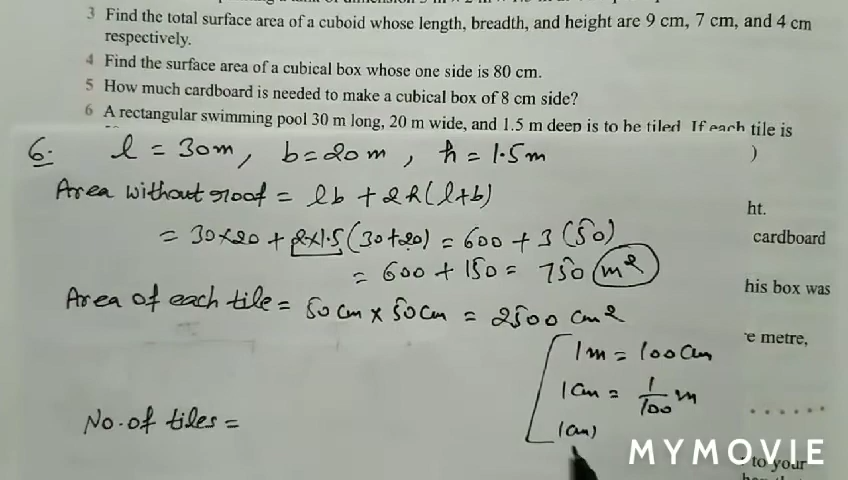 3 Find the total surface area of a cuboid whose length, breadth, and height are 9 cm, 7 cm, and 4 cm
respectively.
4 Find the surface area of a cubical box whose one side is 80 cm.
5 How much cardboard is needed to make a cubical box of 8 cm side?
6 A rectangular swimming pool 30 m long, 20 m wide, and 1.5 m deep is to be tiled. If each tile is
6. l = 30m, b = 20m, h = 1.5m
)
Area without roof = lb + 2h(l+b)
ht.
= 30×20 + 2×1.5(30+20) = 600 + 3(50)
cardboard
= 600 + 150 = 750 m²
his box was
Area of each tile = 50cm × 50cm = 2500 cm²
e metre,
1m = 100cm
1cm = 1/100 m
No. of tiles =
1cm
MYMOVIE
to your